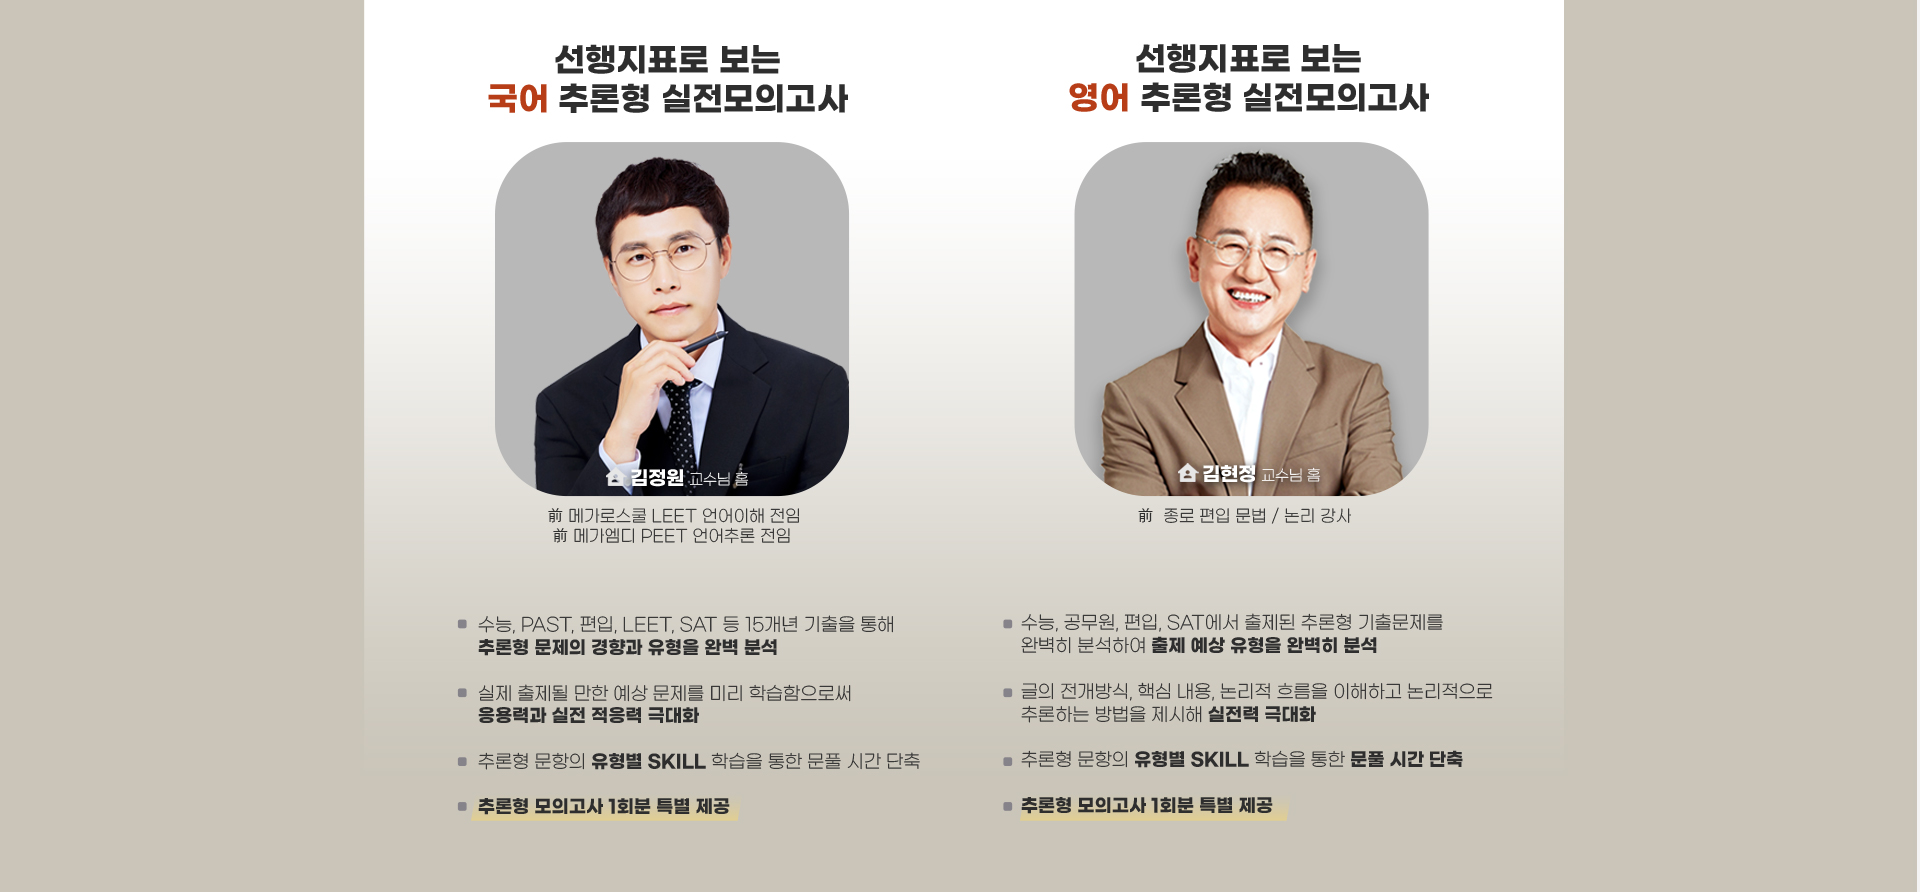 선행지표로 보는
국어 추론형 실전모의고사
김정원 교수님 홈
前 메가로스쿨 LEET 언어이해 전임
前 메가엠디 PEET 언어추론 전임
수능, PAST, 편입, LEET, SAT 등 15개년 기출을 통해
추론형 문제의 경향과 유형을 완벽 분석
실제 출제될 만한 예상 문제를 미리 학습함으로써
응용력과 실전 적응력 극대화
추론형 문항의 유형별 SKILL 학습을 통한 문풀 시간 단축
추론형 모의고사 1회분 특별 제공
선행지표로 보는
영어 추론형 실전모의고사
김현정 교수님 홈
前 종로 편입 문법 / 논리 강사
수능, 공무원, 편입, SAT에서 출제된 추론형 기출문제를
완벽히 분석하여 출제 예상 유형을 완벽히 분석
글의 전개방식, 핵심 내용, 논리적 흐름을 이해하고 논리적으로
추론하는 방법을 제시해 실전력 극대화
추론형 문항의 유형별 SKILL 학습을 통한 문풀 시간 단축
추론형 모의고사 1회분 특별 제공